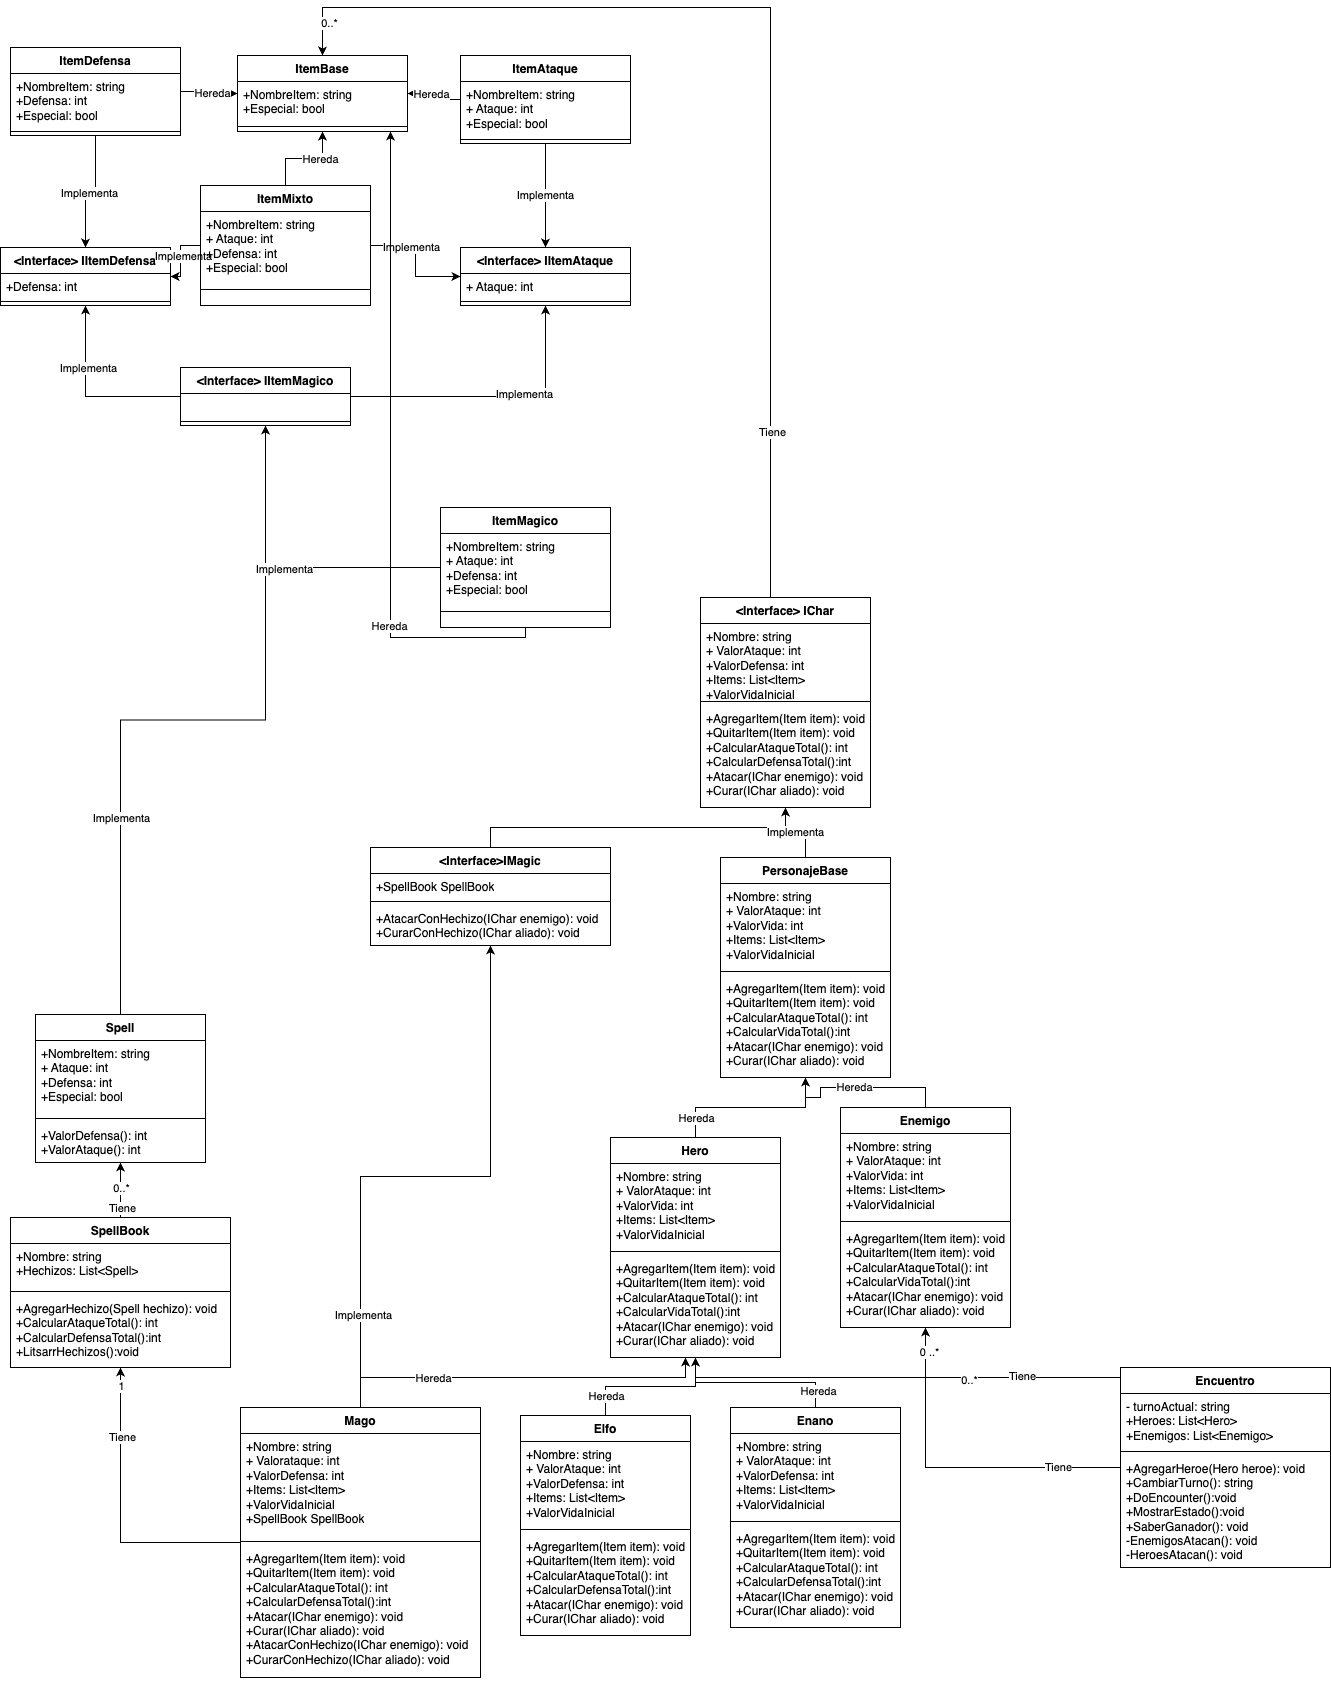 0..*
ItemDefensa
+NombreItem: string
+Defensa: int
+Especial: bool
Hereda
ItemBase
+NombreItem: string
+Especial: bool
Hereda
ItemAtaque
+NombreItem: string
+ Ataque: int
+Especial: bool
Hereda
Implementa
Implementa
ItemMixto
+NombreItem: string
+ Ataque: int
+Defensa: int
+Especial: bool
Implementa
Implementa
<Interface> IItemDefensa
+Defensa: int
<Interface> IItemAtaque
+ Ataque: int
Implementa
<Interface> IItemMagico
Implementa
Tiene
ItemMagico
+NombreItem: string
+ Ataque: int
+Defensa: int
+Especial: bool
Implementa
Hereda
<Interface> IChar
+Nombre: string
+ ValorAtaque: int
+ValorDefensa: int
+Items: List<Item>
+ValorVidaInicial
+AgregarItem(Item item): void
+QuitarItem(Item item): void
+CalcularAtaqueTotal(): int
+CalcularDefensaTotal():int
+Atacar(IChar enemigo): void
+Curar(IChar aliado): void
Implementa
Implementa
<Interface>IMagic
+SpellBook SpellBook
+AtacarConHechizo(IChar enemigo): void
+CurarConHechizo(IChar aliado): void
PersonajeBase
+Nombre: string
+ ValorAtaque: int
+ValorVida: int
+Items: List<Item>
+ValorVidaInicial
+AgregarItem(Item item): void
+QuitarItem(Item item): void
+CalcularAtaqueTotal(): int
+CalcularVidaTotal():int
+Atacar(IChar enemigo): void
+Curar(IChar aliado): void
Spell
+NombreItem: string
+ Ataque: int
+Defensa: int
+Especial: bool
+ValorDefensa(): int
+ValorAtaque(): int
Hereda
Hereda
Hero
+Nombre: string
+ ValorAtaque: int
+ValorVida: int
+Items: List<Item>
+ValorVidaInicial
+AgregarItem(Item item): void
+QuitarItem(Item item): void
+CalcularAtaqueTotal(): int
+CalcularVidaTotal():int
+Atacar(IChar enemigo): void
+Curar(IChar aliado): void
Enemigo
+Nombre: string
+ ValorAtaque: int
+ValorVida: int
+Items: List<Item>
+ValorVidaInicial
+AgregarItem(Item item): void
+QuitarItem(Item item): void
+CalcularAtaqueTotal(): int
+CalcularVidaTotal():int
+Atacar(IChar enemigo): void
+Curar(IChar aliado): void
0..*
Tiene
SpellBook
+Nombre: string
+Hechizos: List<Spell>
+AgregarHechizo(Spell hechizo): void
+CalcularAtaqueTotal(): int
+CalcularDefensaTotal():int
+LitsarrHechizos():void
Implementa
1
Tiene
Hereda
Hereda
Hereda
0 ..*
0..*
Tiene
Tiene
Mago
+Nombre: string
+ Valorataque: int
+ValorDefensa: int
+Items: List<Item>
+ValorVidaInicial
+SpellBook SpellBook
+AgregarItem(Item item): void
+QuitarItem(Item item): void
+CalcularAtaqueTotal(): int
+CalcularDefensaTotal():int
+Atacar(IChar enemigo): void
+Curar(IChar aliado): void
+AtacarConHechizo(IChar enemigo): void
+CurarConHechizo(IChar aliado): void
Elfo
+Nombre: string
+ ValorAtaque: int
+ValorDefensa: int
+Items: List<Item>
+ValorVidaInicial
+AgregarItem(Item item): void
+QuitarItem(Item item): void
+CalcularAtaqueTotal(): int
+CalcularDefensaTotal():int
+Atacar(IChar enemigo): void
+Curar(IChar aliado): void
Enano
+Nombre: string
+ ValorAtaque: int
+ValorDefensa: int
+Items: List<Item>
+ValorVidaInicial
+AgregarItem(Item item): void
+QuitarItem(Item item): void
+CalcularAtaqueTotal(): int
+CalcularDefensaTotal():int
+Atacar(IChar enemigo): void
+Curar(IChar aliado): void
Encuentro
- turnoActual: string
+Heroes: List<Hero>
+Enemigos: List<Enemigo>
+AgregarHeroe(Hero heroe): void
+CambiarTurno(): string
+DoEncounter():void
+MostrarEstado():void
+SaberGanador(): void
-EnemigosAtacan(): void
-HeroesAtacan(): void